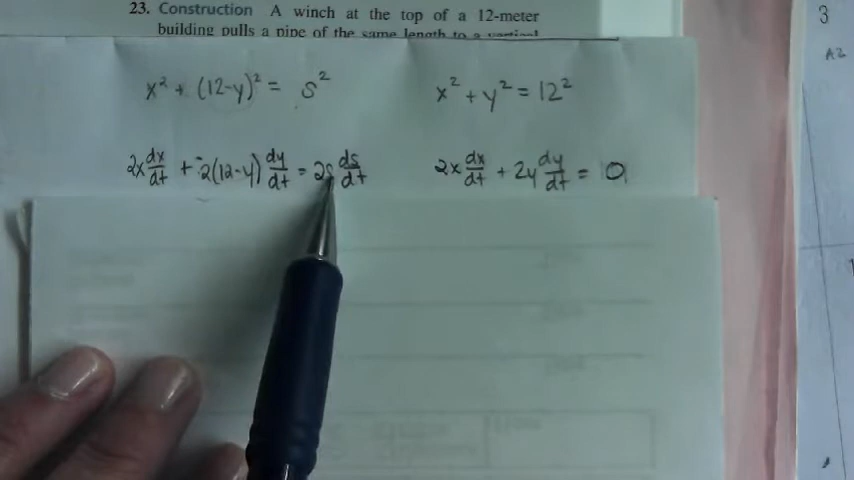 23. Construction A winch at the top of a 12-meter
building pulls a pipe of the same length to a vertical
x² + (12-y)² = s²
x² + y² = 12²
2x dx/dt + -2(12-y) dy/dt = 2s ds/dt
2x dx/dt + 2y dy/dt = 0
3
A2